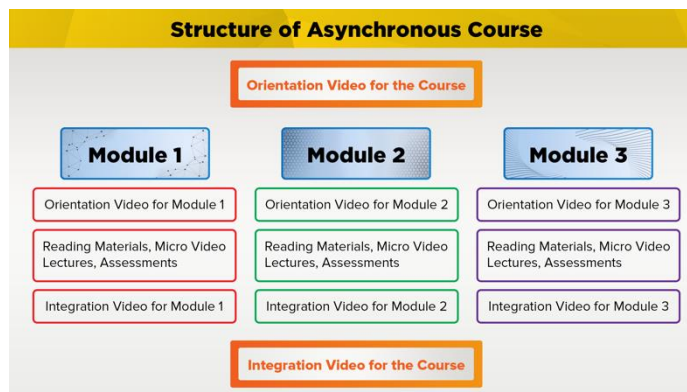 Structure of Asynchronous Course
Orientation Video for the Course
Module 1
Module 2
Module 3
Orientation Video for Module 1
Orientation Video for Module 2
Orientation Video for Module 3
Reading Materials, Micro Video
Lectures, Assessments
Reading Materials, Micro Video
Lectures, Assessments
Reading Materials, Micro Video
Lectures, Assessments
Integration Video for Module 1
Integration Video for Module 2
Integration Video for Module 3
Integration Video for the Course